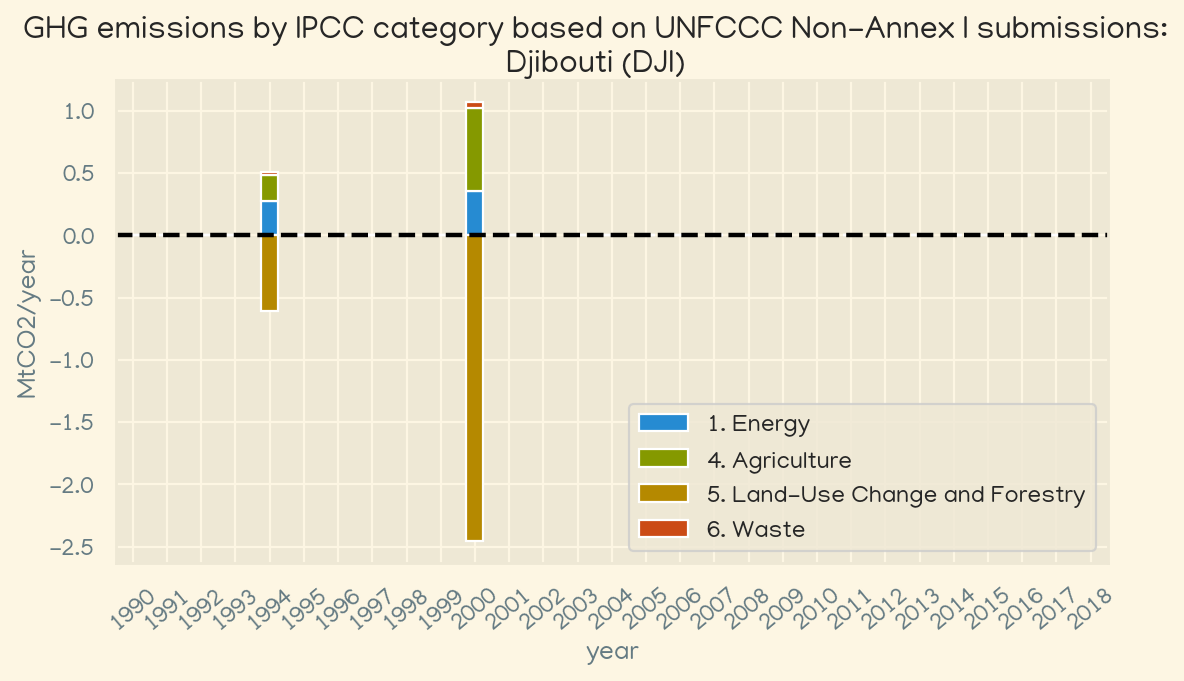 GHG emissions by IPCC category based on UNFCCC Non-Annex I submissions:
Djibouti (DJI)
1.0
0.5
0.0
-0.5
-1.0
-1.5
-2.0
-2.5
MtCO2/year
1. Energy
4. Agriculture
5. Land-Use Change and Forestry
6. Waste
1990 1991 1992 1993 1994 1995 1996 1997 1998 1999 2000 2001 2002 2003 2004 2005 2006 2007 2008 2009 2010 2011 2012 2013 2014 2015 2016 2017 2018
year